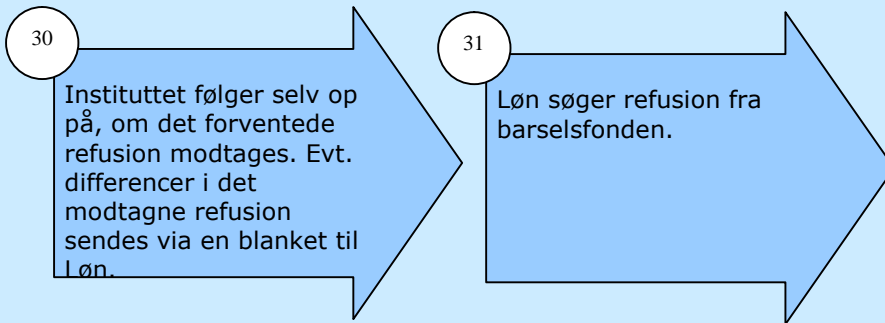 30
Instituttet følger selv op
på, om det forventede
refusion modtages. Evt.
differencer i det
modtagne refusion
sendes via en blanket til
Løn.
31
Løn søger refusion fra
barselsfonden.